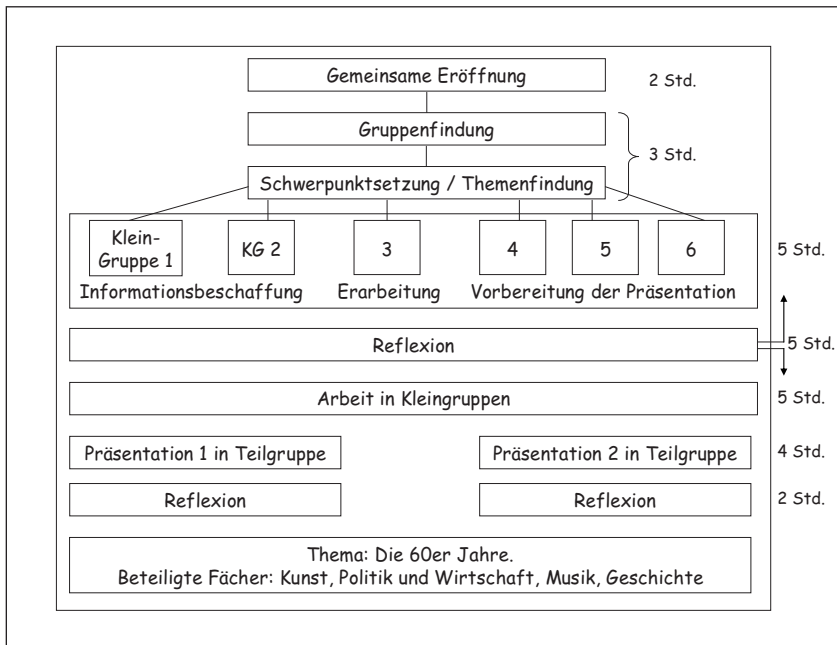 Gemeinsame Eröffnung
2 Std.
Gruppenfindung
3 Std.
Schwerpunktsetzung / Themenfindung
Klein-
Gruppe 1
KG 2
3
4
5
6
5 Std.
Informationsbeschaffung
Erarbeitung
Vorbereitung der Präsentation
Reflexion
5 Std.
Arbeit in Kleingruppen
5 Std.
Präsentation 1 in Teilgruppe
Präsentation 2 in Teilgruppe
4 Std.
Reflexion
Reflexion
2 Std.
Thema: Die 60er Jahre.
Beteiligte Fächer: Kunst, Politik und Wirtschaft, Musik, Geschichte